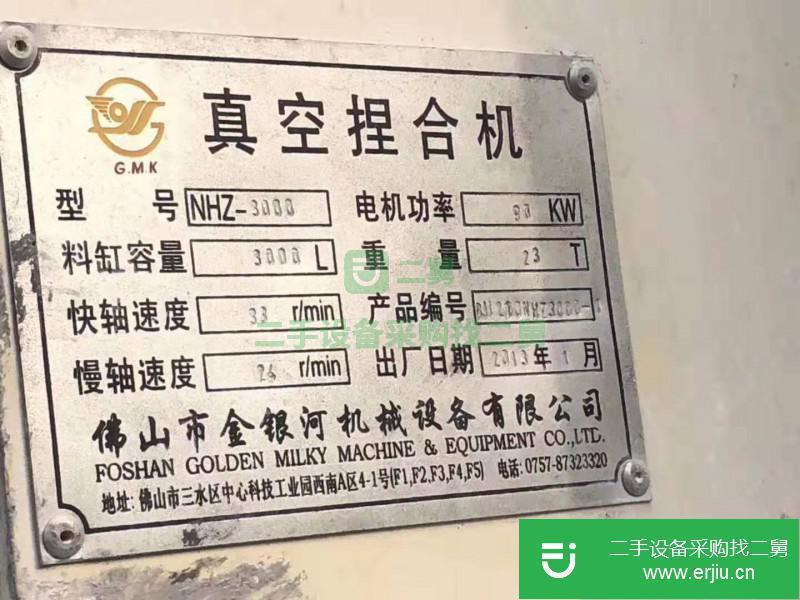 G.M.K
真空捏合机
型 号 NHZ-3000 电机功率 90 KW
料缸容量 3000 L 重 量 23 T
快轴速度 33 r/min 产品编号
慢轴速度 24 r/min 出厂日期 2013年1月
佛山市金银河机械设备有限公司
FOSHAN GOLDEN MILKY MACHINE & EQUIPMENT CO.,LTD.
地址: 佛山市三水区中心科技工业园西南A区4-1号(F1,F2,F3,F4,F5) 电话: 0757-87323320
二舅
二手设备采购找二舅
二手设备采购找二舅
www.erjiu.cn